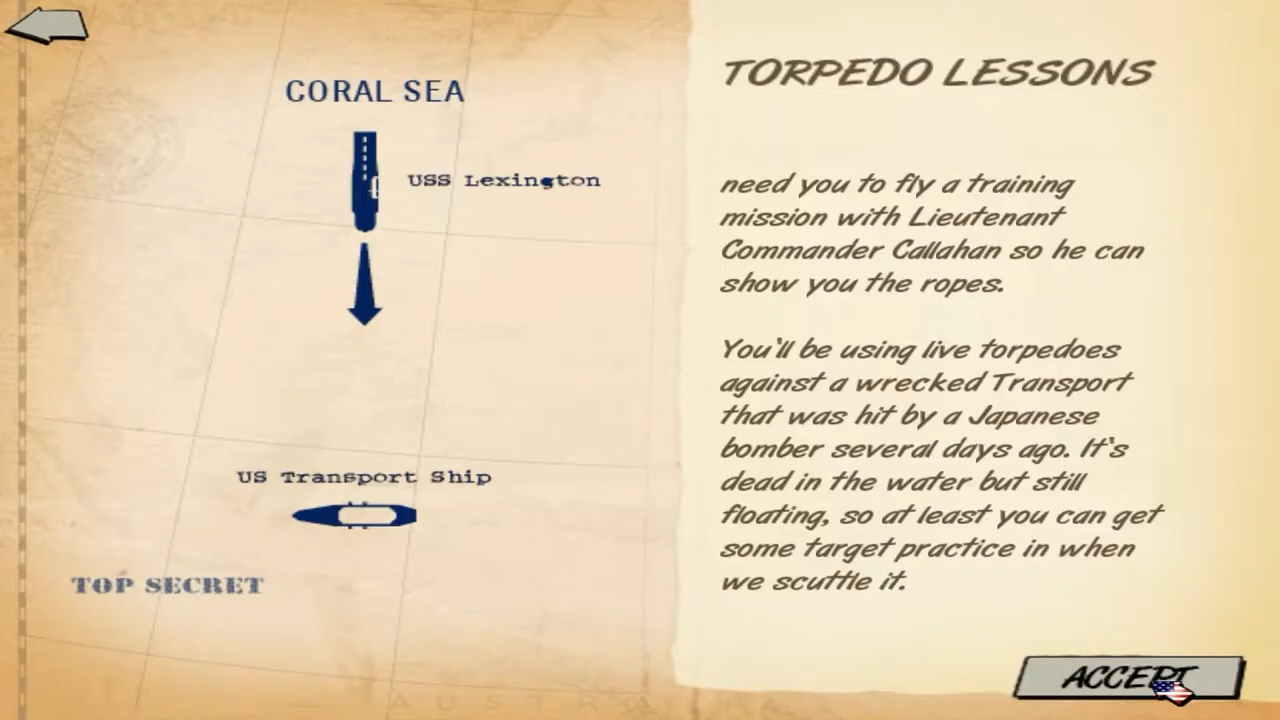 CORAL SEA
USS Lexington
US Transport Ship
TOP SECRET
TORPEDO LESSONS
need you to fly a training
mission with Lieutenant
Commander Callahan so he can
show you the ropes.
You'll be using live torpedoes
against a wrecked Transport
that was hit by a Japanese
bomber several days ago. It's
dead in the water but still
floating, so at least you can get
some target practice in when
we scuttle it.
ACCEPT